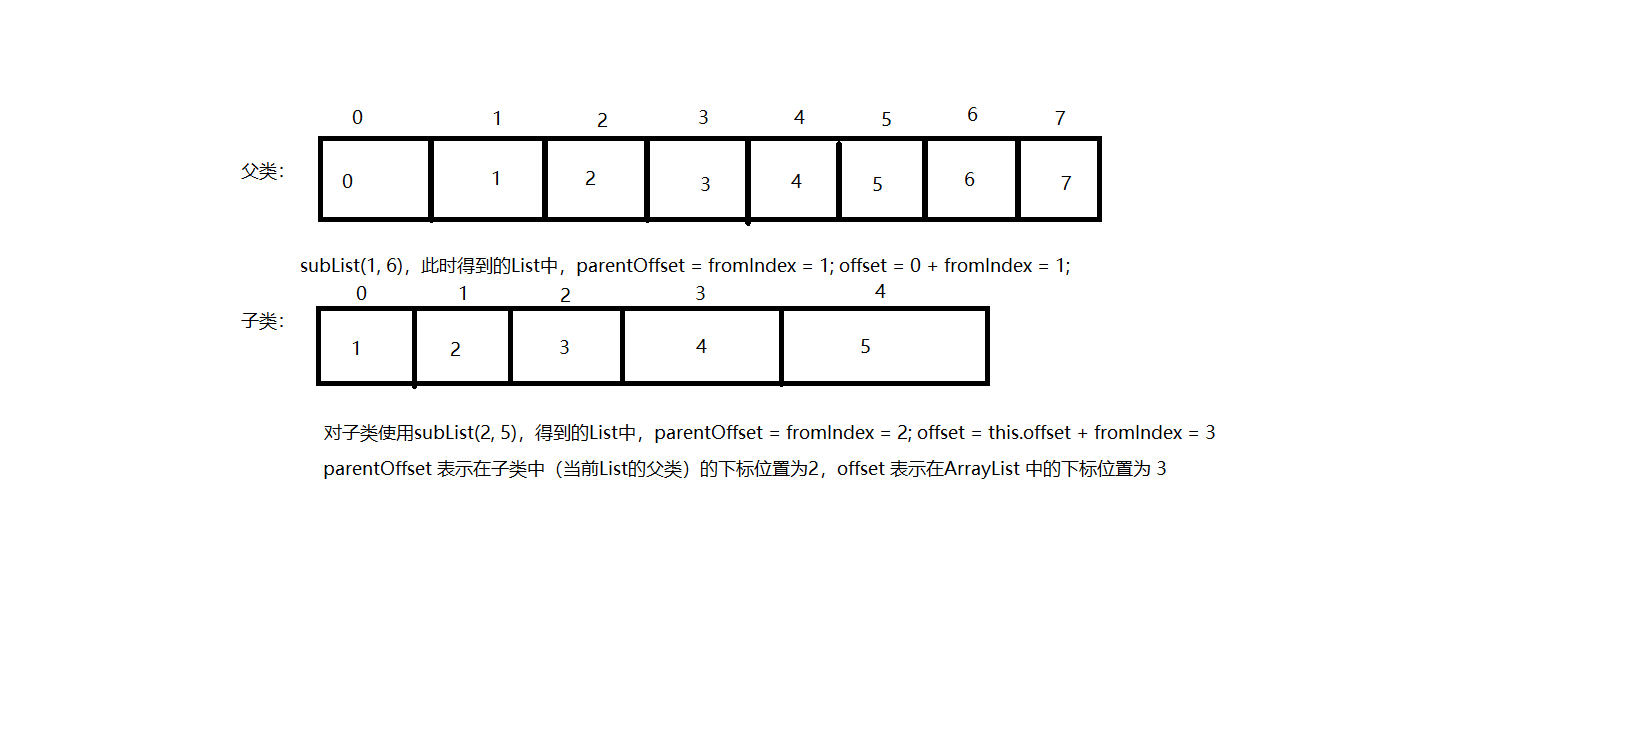 0 1 2 3 4 5 6 7
父类： 0 1 2 3 4 5 6 7
subList(1, 6)，此时得到的List中，parentOffset = fromIndex = 1; offset = 0 + fromIndex = 1;
0 1 2 3 4
子类： 1 2 3 4 5
对子类使用subList(2, 5)，得到的List中，parentOffset = fromIndex = 2; offset = this.offset + fromIndex = 3
parentOffset 表示在子类中（当前List的父类）的下标位置为2，offset 表示在ArrayList 中的下标位置为 3